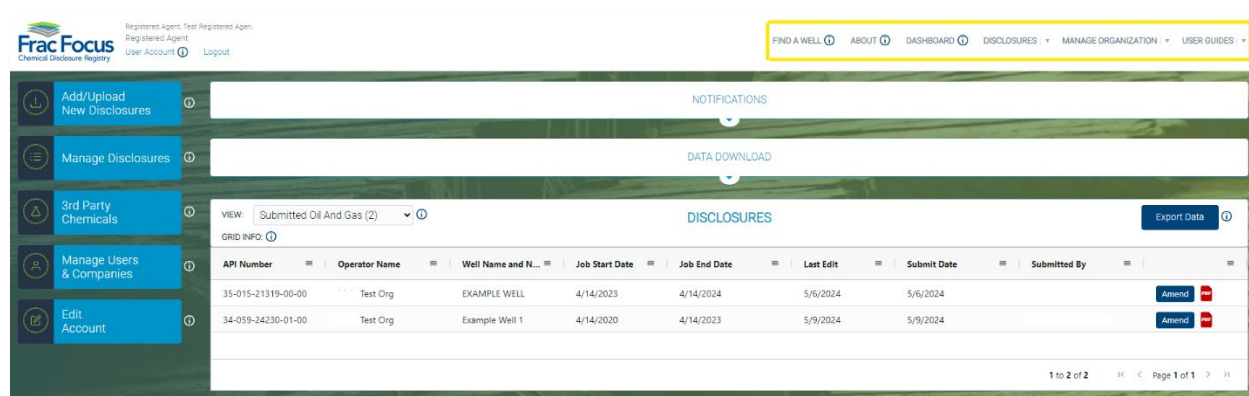 Registered Agent, Test Registered Agen,
Registered Agent
User Account Logout
Frac Focus
Chemical Disclosure Registry
FIND A WELL ABOUT DASHBOARD DISCLOSURES MANAGE ORGANIZATION USER GUIDES
Add/Upload
New Disclosures
Manage Disclosures
3rd Party
Chemicals
Manage Users
& Companies
Edit
Account
NOTIFICATIONS
DATA DOWNLOAD
VIEW: Submitted Oil And Gas (2) DISCLOSURES Export Data
GRID INFO:
API Number Operator Name Well Name and N... Job Start Date Job End Date Last Edit Submit Date Submitted By
35-015-21319-00-00 Test Org EXAMPLE WELL 4/14/2023 4/14/2024 5/6/2024 5/6/2024 Amend PDF
34-059-24230-01-00 Test Org Example Well 1 4/14/2020 4/14/2023 5/9/2024 5/9/2024 Amend PDF
1 to 2 of 2 Page 1 of 1